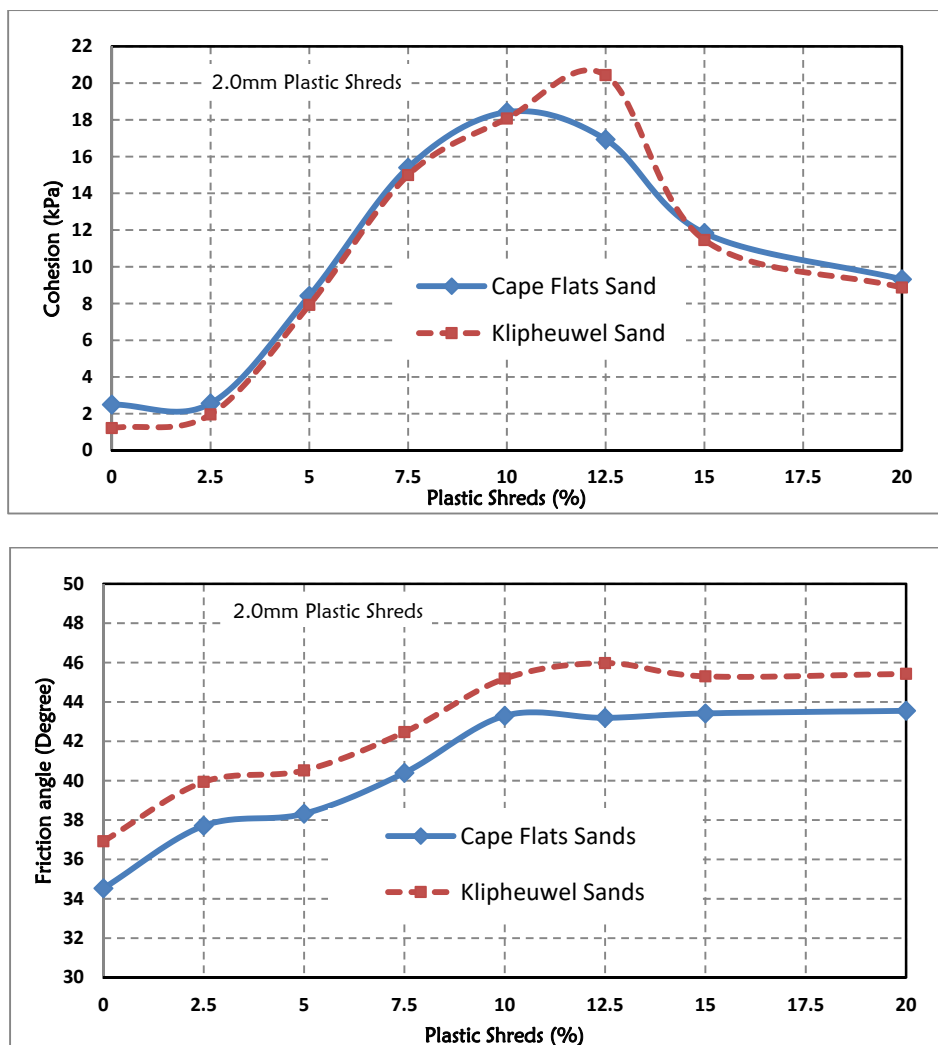 22
20
18
16
14
12
10
8
6
4
2
0
Cohesion (kPa)
2.0mm Plastic Shreds
Cape Flats Sand
Klipheuwel Sand
0 2.5 5 7.5 10 12.5 15 17.5 20
Plastic Shreds (%)
50
48
46
44
42
40
38
36
34
32
30
Friction angle (Degree)
2.0mm Plastic Shreds
Cape Flats Sands
Klipheuwel Sands
0 2.5 5 7.5 10 12.5 15 17.5 20
Plastic Shreds (%)